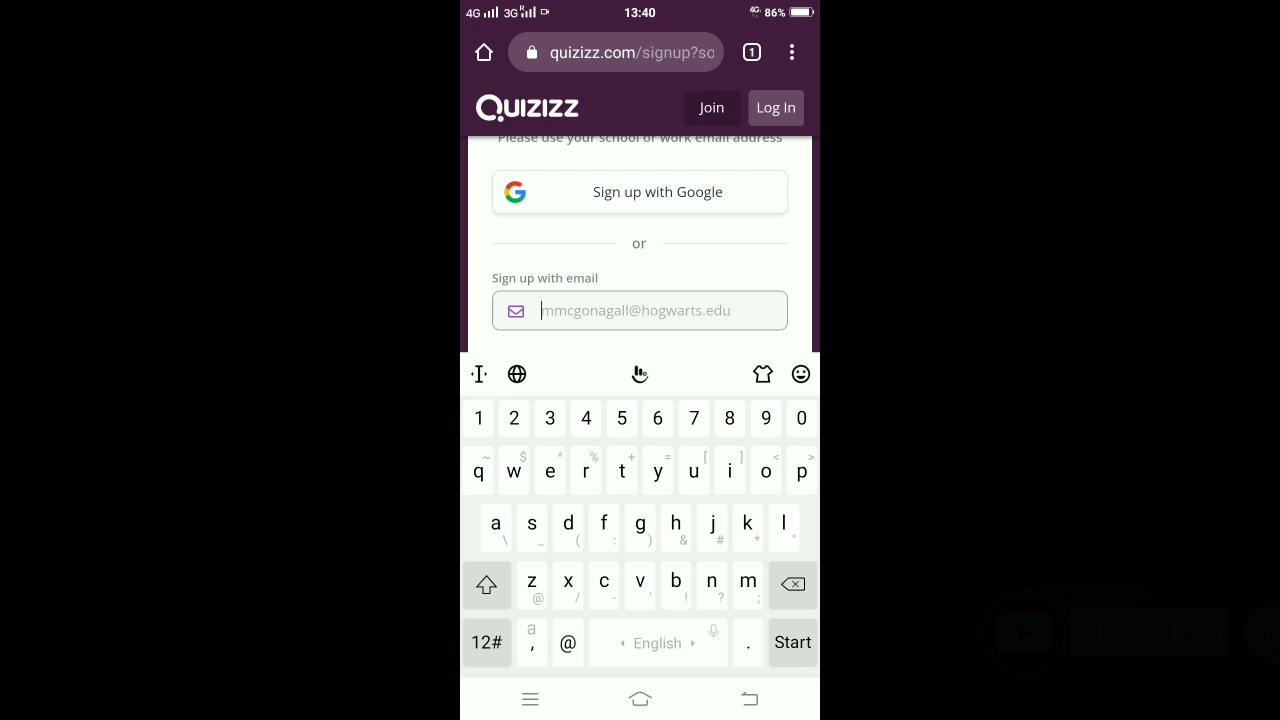 4G 3G R 13:40 4G 86%
quizizz.com/signup?so 1
QUIZIZZ Join Log In
Please use your school or work email address
Sign up with Google
or
Sign up with email
mmcgonagall@hogwarts.edu
1 2 3 4 5 6 7 8 9 0
~ $ ^ % + = [ ] < >
q w e r t y u i o p
a s d f g h j k l
\ _ ( : ) & # * "
z x c v b n m
@ / - ' ! ? ;
a
12# , @ English . Start